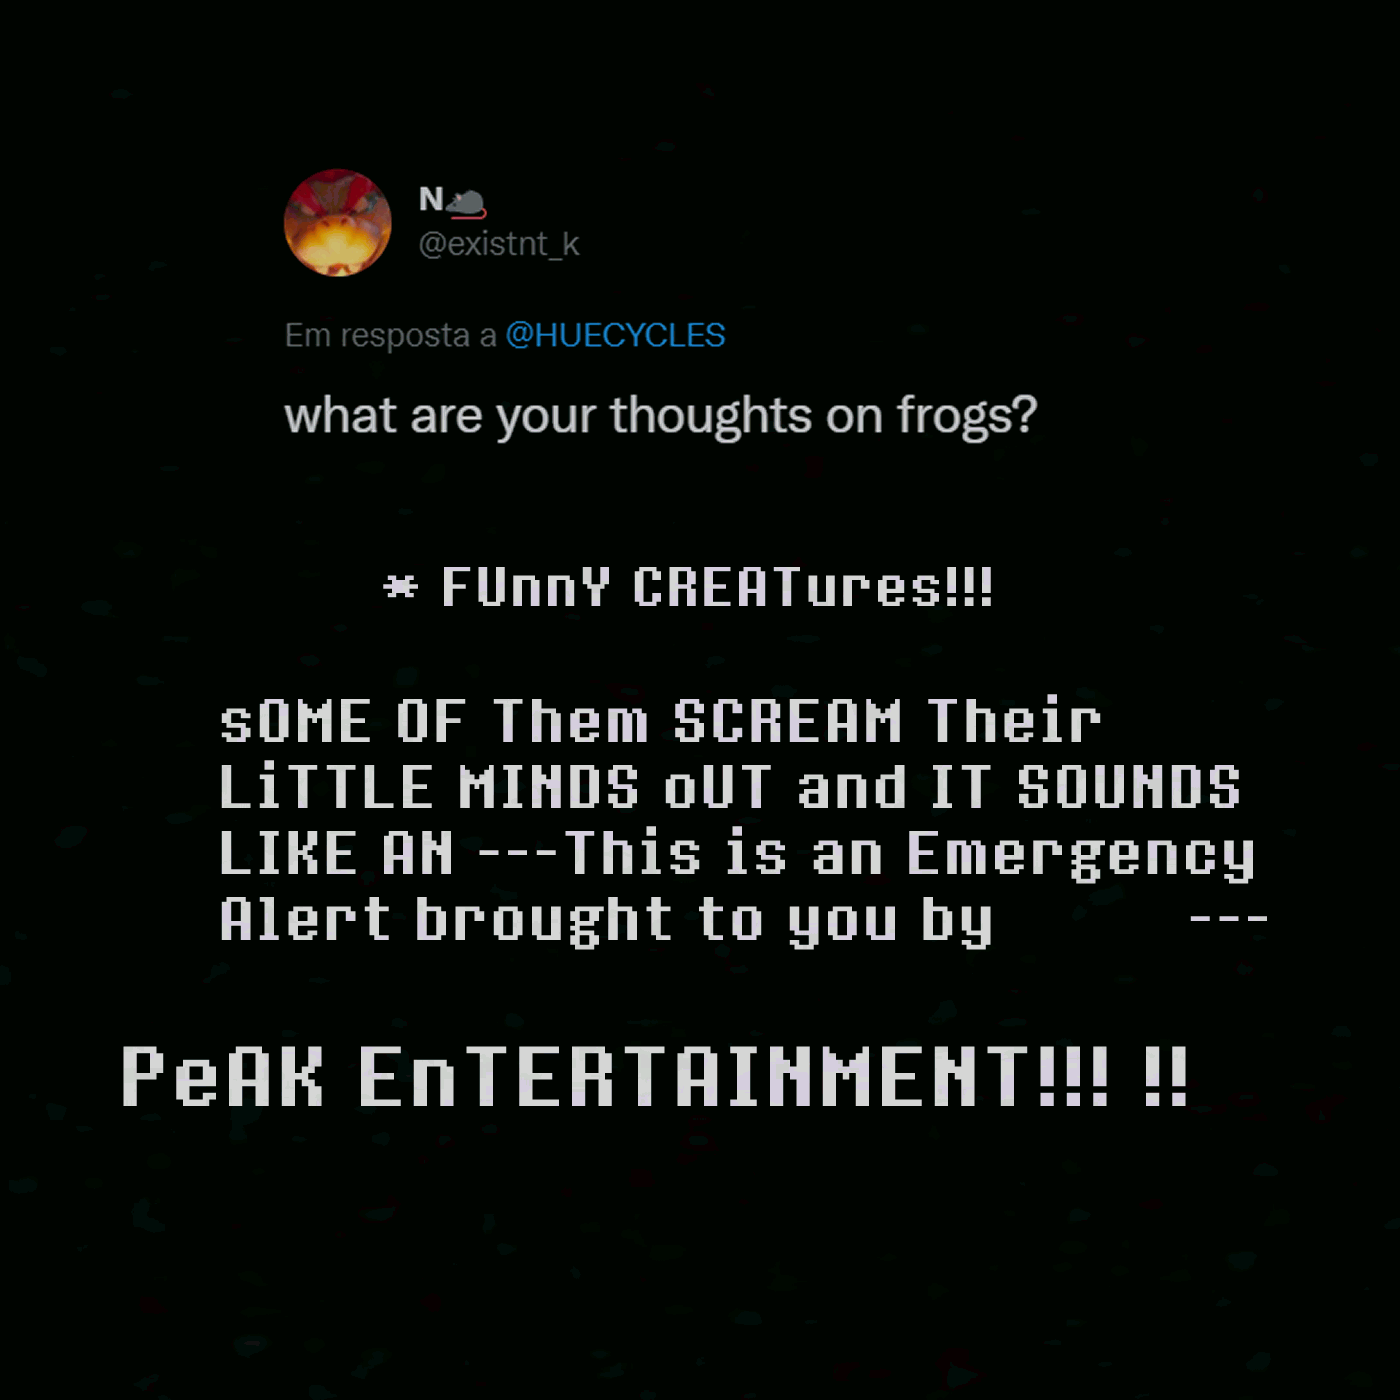 N🐀
@existnt_k
Em resposta a @HUECYCLES
what are your thoughts on frogs?
* FUnnY CREATures!!!
sOME OF Them SCREAM Their
LiTTLE MINDS oUT and IT SOUNDS
LIKE AN ---This is an Emergency
Alert brought to you by ---
PeAK EnTERTAINMENT!!! !!